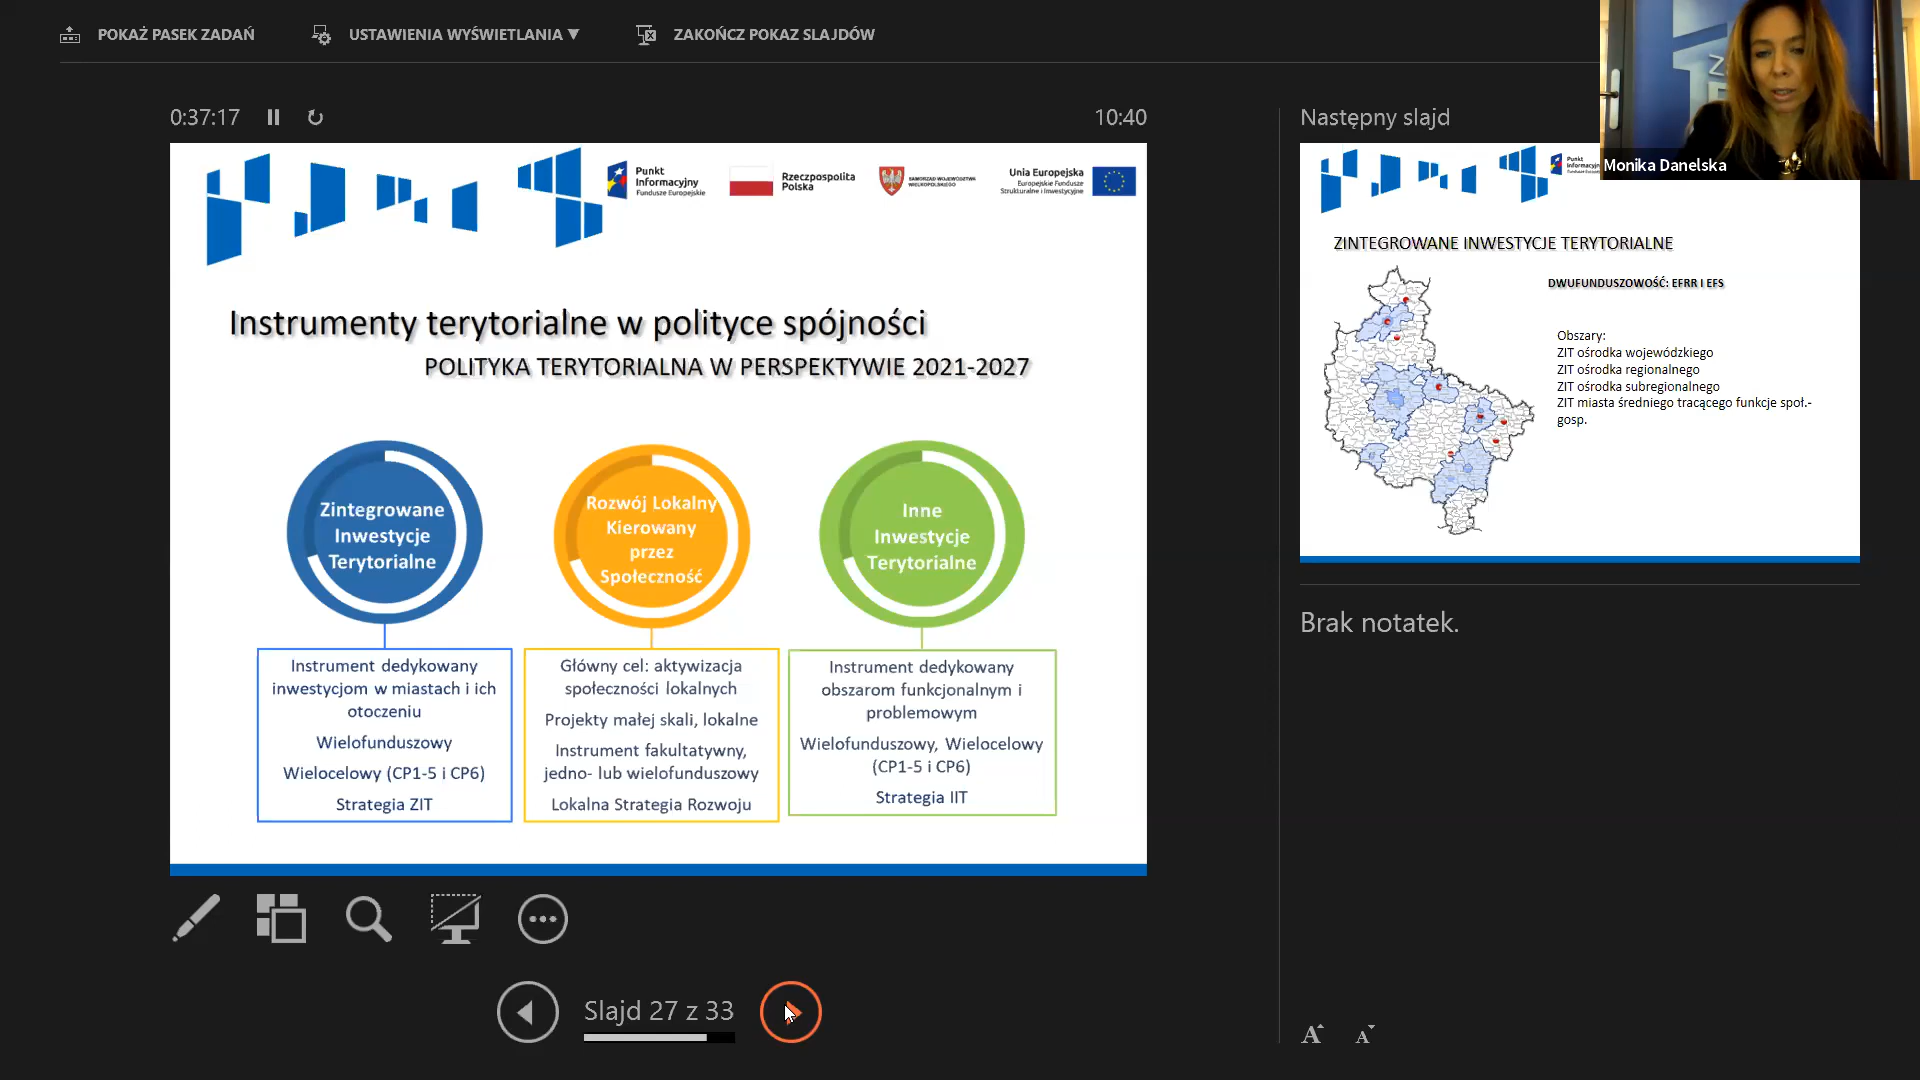 POKAŻ PASEK ZADAŃ
USTAWIENIA WYŚWIETLANIA ▼
ZAKOŃCZ POKAZ SLAJDÓW
0:37:17
10:40
Następny slajd
Monika Danelska
Punkt
Informacyjny
Fundusze Europejskie
Rzeczpospolita
Polska
SAMORZĄD WOJEWÓDZTWA
WIELKOPOLSKIEGO
Unia Europejska
Europejskie Fundusze
Strukturalne i Inwestycyjne
Instrumenty terytorialne w polityce spójności
POLITYKA TERYTORIALNA W PERSPEKTYWIE 2021-2027
Zintegrowane
Inwestycje
Terytorialne
Rozwój Lokalny
Kierowany
przez
Społeczność
Inne
Inwestycje
Terytorialne
Instrument dedykowany
inwestycjom w miastach i ich
otoczeniu
Wielofunduszowy
Wielocelowy (CP1-5 i CP6)
Strategia ZIT
Główny cel: aktywizacja
społeczności lokalnych
Projekty małej skali, lokalne
Instrument fakultatywny,
jedno- lub wielofunduszowy
Lokalna Strategia Rozwoju
Instrument dedykowany
obszarom funkcjonalnym i
problemowym
Wielofunduszowy, Wielocelowy
(CP1-5 i CP6)
Strategia IIT
Punkt
ZINTEGROWANE INWESTYCJE TERYTORIALNE
DWUFUNDUSZOWOŚĆ: EFRR I EFS
Obszary:
ZIT ośrodka wojewódzkiego
ZIT ośrodka regionalnego
ZIT ośrodka subregionalnego
ZIT miasta średniego tracącego funkcje społ.-
gosp.
Brak notatek.
Slajd 27 z 33
A A